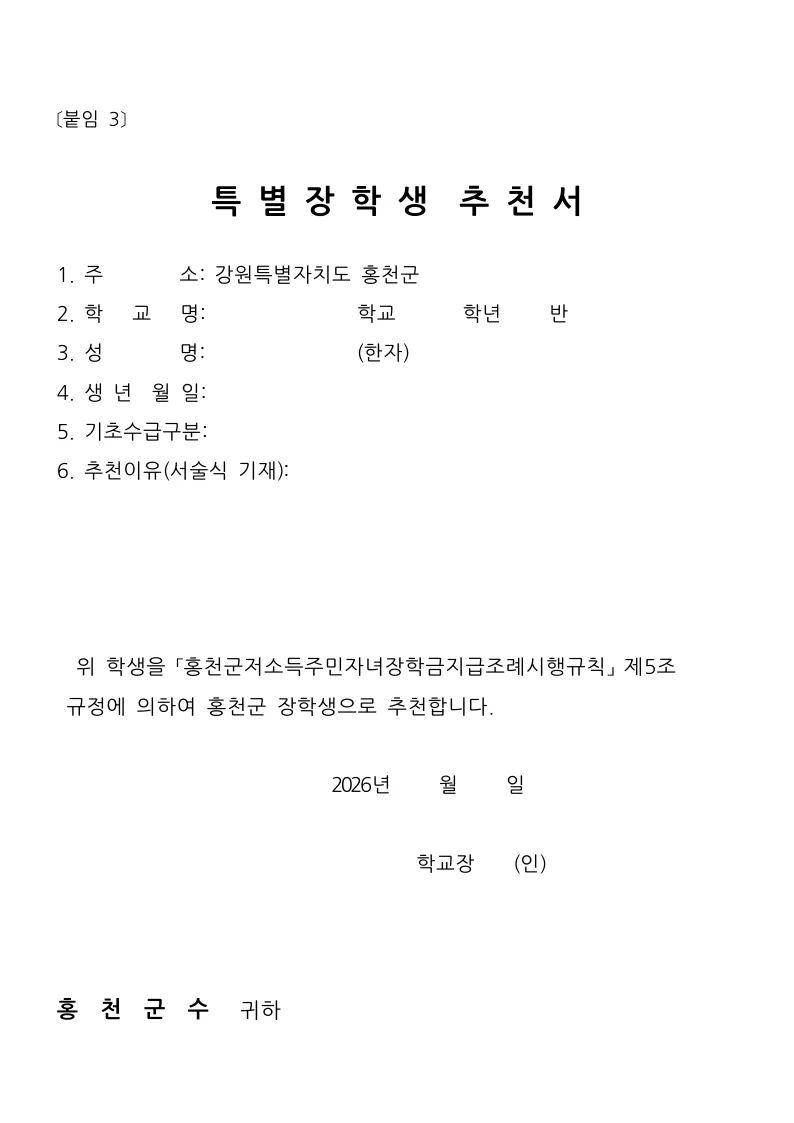 〔붙임 3〕
특 별 장 학 생 추 천 서
1. 주 소: 강원특별자치도 홍천군
2. 학 교 명: 학교 학년 반
3. 성 명: (한자)
4. 생 년 월 일:
5. 기초수급구분:
6. 추천이유(서술식 기재):
위 학생을 ｢홍천군저소득주민자녀장학금지급조례시행규칙｣ 제5조
규정에 의하여 홍천군 장학생으로 추천합니다.
2026년 월 일
학교장 (인)
홍 천 군 수 귀하